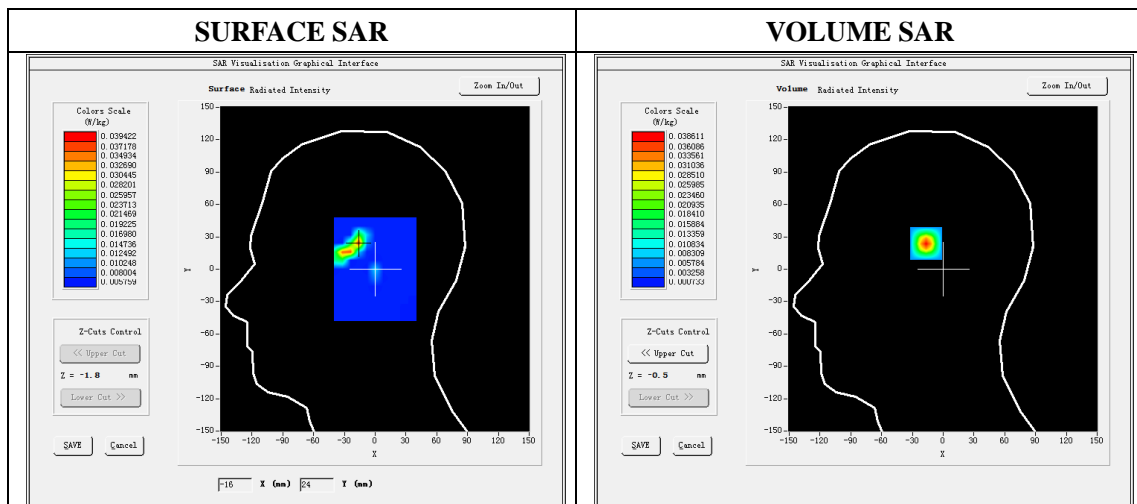 SURFACE SAR
SAR Visualisation Graphical Interface
Surface Radiated Intensity
Zoom In/Out
Colors Scale
(W/kg)
0.039422
0.037178
0.034934
0.032690
0.030445
0.028201
0.025957
0.023713
0.021469
0.019225
0.016980
0.014736
0.012492
0.010248
0.008004
0.005759
150
120
90
60
30
0
-30
-60
-90
-120
-150
Y
-150 -120 -90 -60 -30 0 30 60 90 120 150
X
Z-Cuts Control
<< Upper Cut
Z = -1.8 mm
Lower Cut >>
SAVE Cancel
-16 X (mm) 24 Y (mm)
VOLUME SAR
SAR Visualisation Graphical Interface
Volume Radiated Intensity
Zoom In/Out
Colors Scale
(W/kg)
0.038611
0.036086
0.033561
0.031036
0.028510
0.025985
0.023460
0.020935
0.018410
0.015884
0.013359
0.010834
0.008309
0.005784
0.003258
0.000733
150
120
90
60
30
0
-30
-60
-90
-120
-150
Y
-150 -120 -90 -60 -30 0 30 60 90 120 150
X
Z-Cuts Control
<< Upper Cut
Z = -0.5 mm
Lower Cut >>
SAVE Cancel